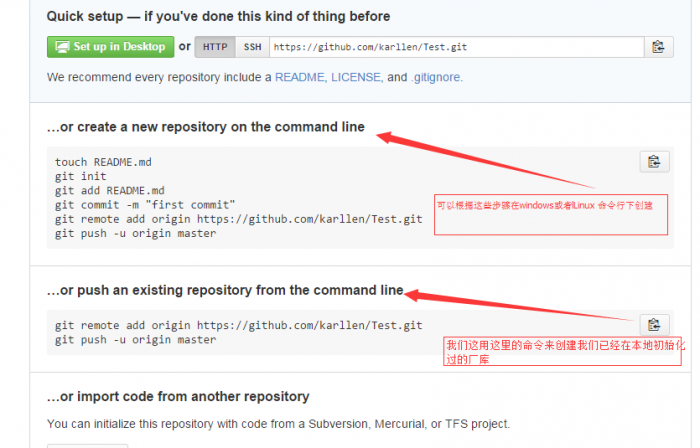 Quick setup — if you've done this kind of thing before
Set up in Desktop or HTTP SSH https://github.com/karllen/Test.git
We recommend every repository include a README, LICENSE, and .gitignore.
…or create a new repository on the command line
touch README.md
git init
git add README.md
git commit -m "first commit"
git remote add origin https://github.com/karllen/Test.git
git push -u origin master
可以根据这些步骤在windows或者lLinux 命令行下创建
…or push an existing repository from the command line
git remote add origin https://github.com/karllen/Test.git
git push -u origin master
我们这用这里的命令来创建我们已经在本地初始化
过的厂库
…or import code from another repository
You can initialize this repository with code from a Subversion, Mercurial, or TFS project.